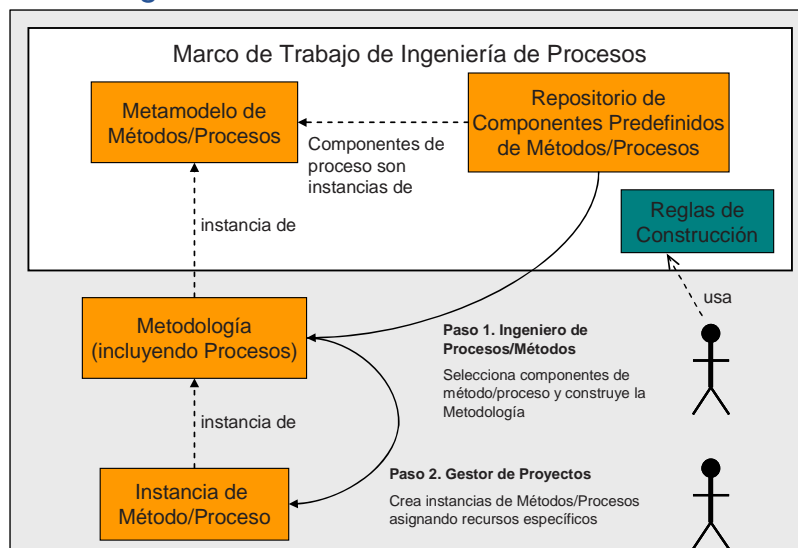 Marco de Trabajo de Ingeniería de Procesos
Metamodelo de
Métodos/Procesos
Repositorio de
Componentes Predefinidos
de Métodos/Procesos
Componentes de
proceso son
instancias de
instancia de
Reglas de
Construcción
usa
Metodología
(incluyendo Procesos)
Paso 1. Ingeniero de
Procesos/Métodos
Selecciona componentes de
método/proceso y construye la
Metodología
instancia de
Instancia de
Método/Proceso
Paso 2. Gestor de Proyectos
Crea instancias de Métodos/Procesos
asignando recursos específicos